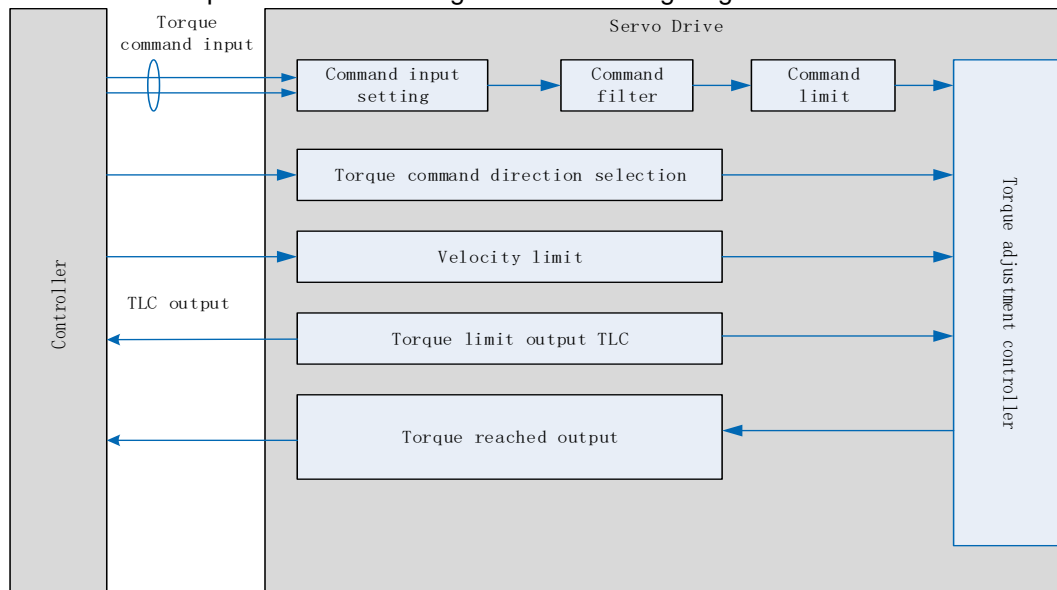 Torque
command input
Servo Drive
Command input
setting
Command
filter
Command
limit
Torque command direction selection
Velocity limit
TLC output
Torque limit output TLC
Torque reached output
Controller
Torque adjustment controller